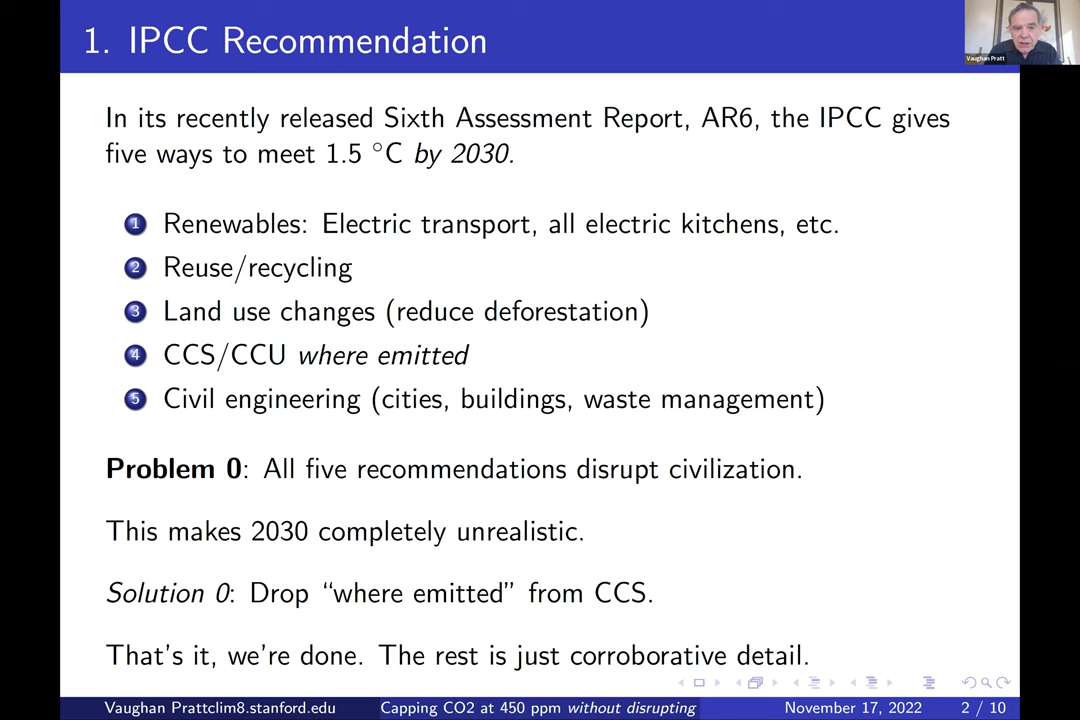 1. IPCC Recommendation
Vaughan Pratt
In its recently released Sixth Assessment Report, AR6, the IPCC gives
five ways to meet 1.5 °C by 2030.
1 Renewables: Electric transport, all electric kitchens, etc.
2 Reuse/recycling
3 Land use changes (reduce deforestation)
4 CCS/CCU where emitted
5 Civil engineering (cities, buildings, waste management)
Problem 0: All five recommendations disrupt civilization.
This makes 2030 completely unrealistic.
Solution 0: Drop “where emitted” from CCS.
That’s it, we’re done. The rest is just corroborative detail.
Vaughan Prattclim8.stanford.edu Capping CO2 at 450 ppm without disrupting November 17, 2022 2 / 10